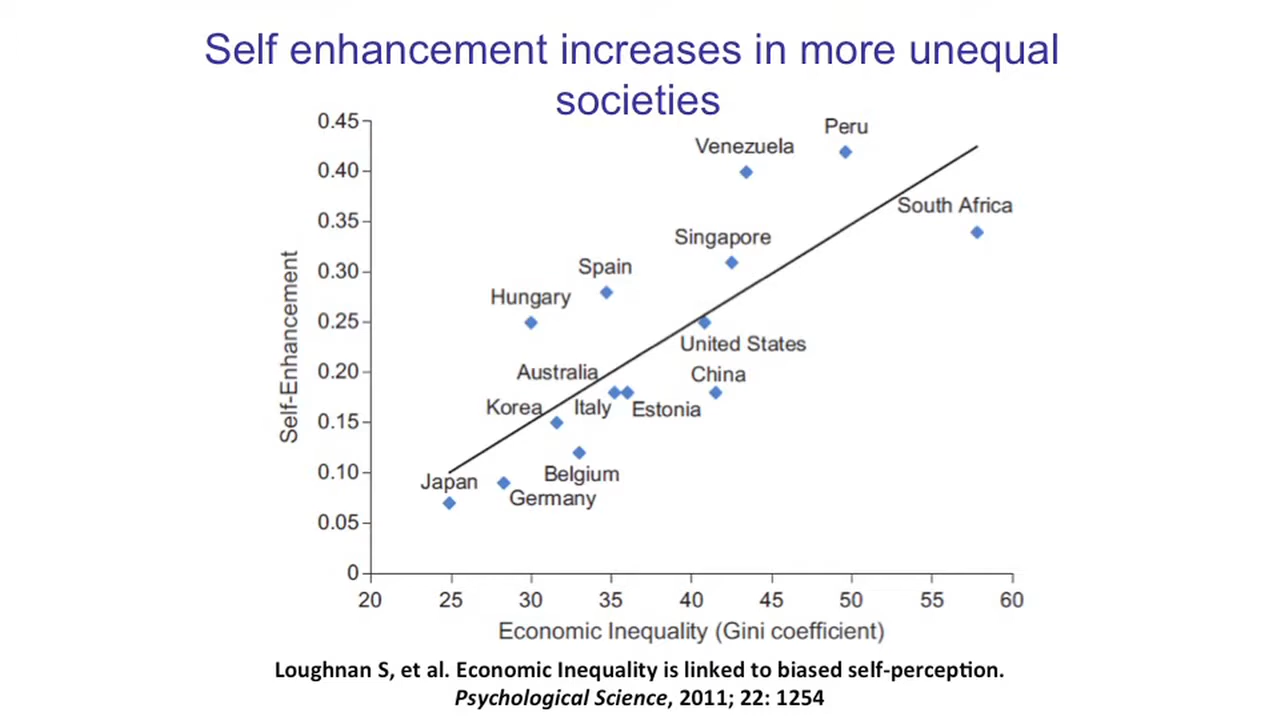 Self enhancement increases in more unequal
societies
0.45
0.40
0.35
0.30
0.25
0.20
0.15
0.10
0.05
0
Self-Enhancement
Peru
Venezuela
South Africa
Singapore
Spain
Hungary
United States
Australia
China
Korea
Italy
Estonia
Belgium
Japan
Germany
20 25 30 35 40 45 50 55 60
Economic Inequality (Gini coefficient)
Loughnan S, et al. Economic Inequality is linked to biased self-perception.
Psychological Science, 2011; 22: 1254